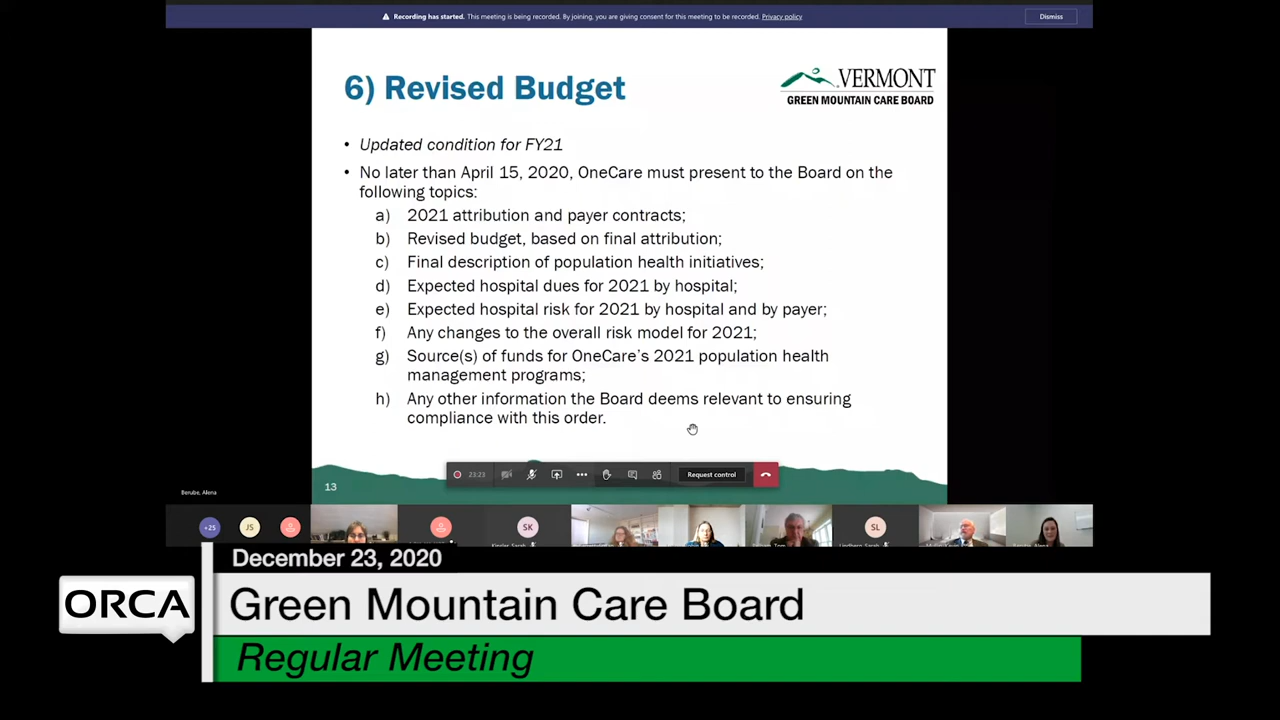 Recording has started. This meeting is being recorded. By joining, you are giving consent for this meeting to be recorded. Privacy policy
Dismiss
6) Revised Budget
VERMONT
GREEN MOUNTAIN CARE BOARD
• Updated condition for FY21
• No later than April 15, 2020, OneCare must present to the Board on the
following topics:
a) 2021 attribution and payer contracts;
b) Revised budget, based on final attribution;
c) Final description of population health initiatives;
d) Expected hospital dues for 2021 by hospital;
e) Expected hospital risk for 2021 by hospital and by payer;
f) Any changes to the overall risk model for 2021;
g) Source(s) of funds for OneCare's 2021 population health
management programs;
h) Any other information the Board deems relevant to ensuring
compliance with this order.
23:23
Request control
13
Berube, Alena
+25
JS
SK
SL
December 23, 2020
ORCA
Green Mountain Care Board
Regular Meeting